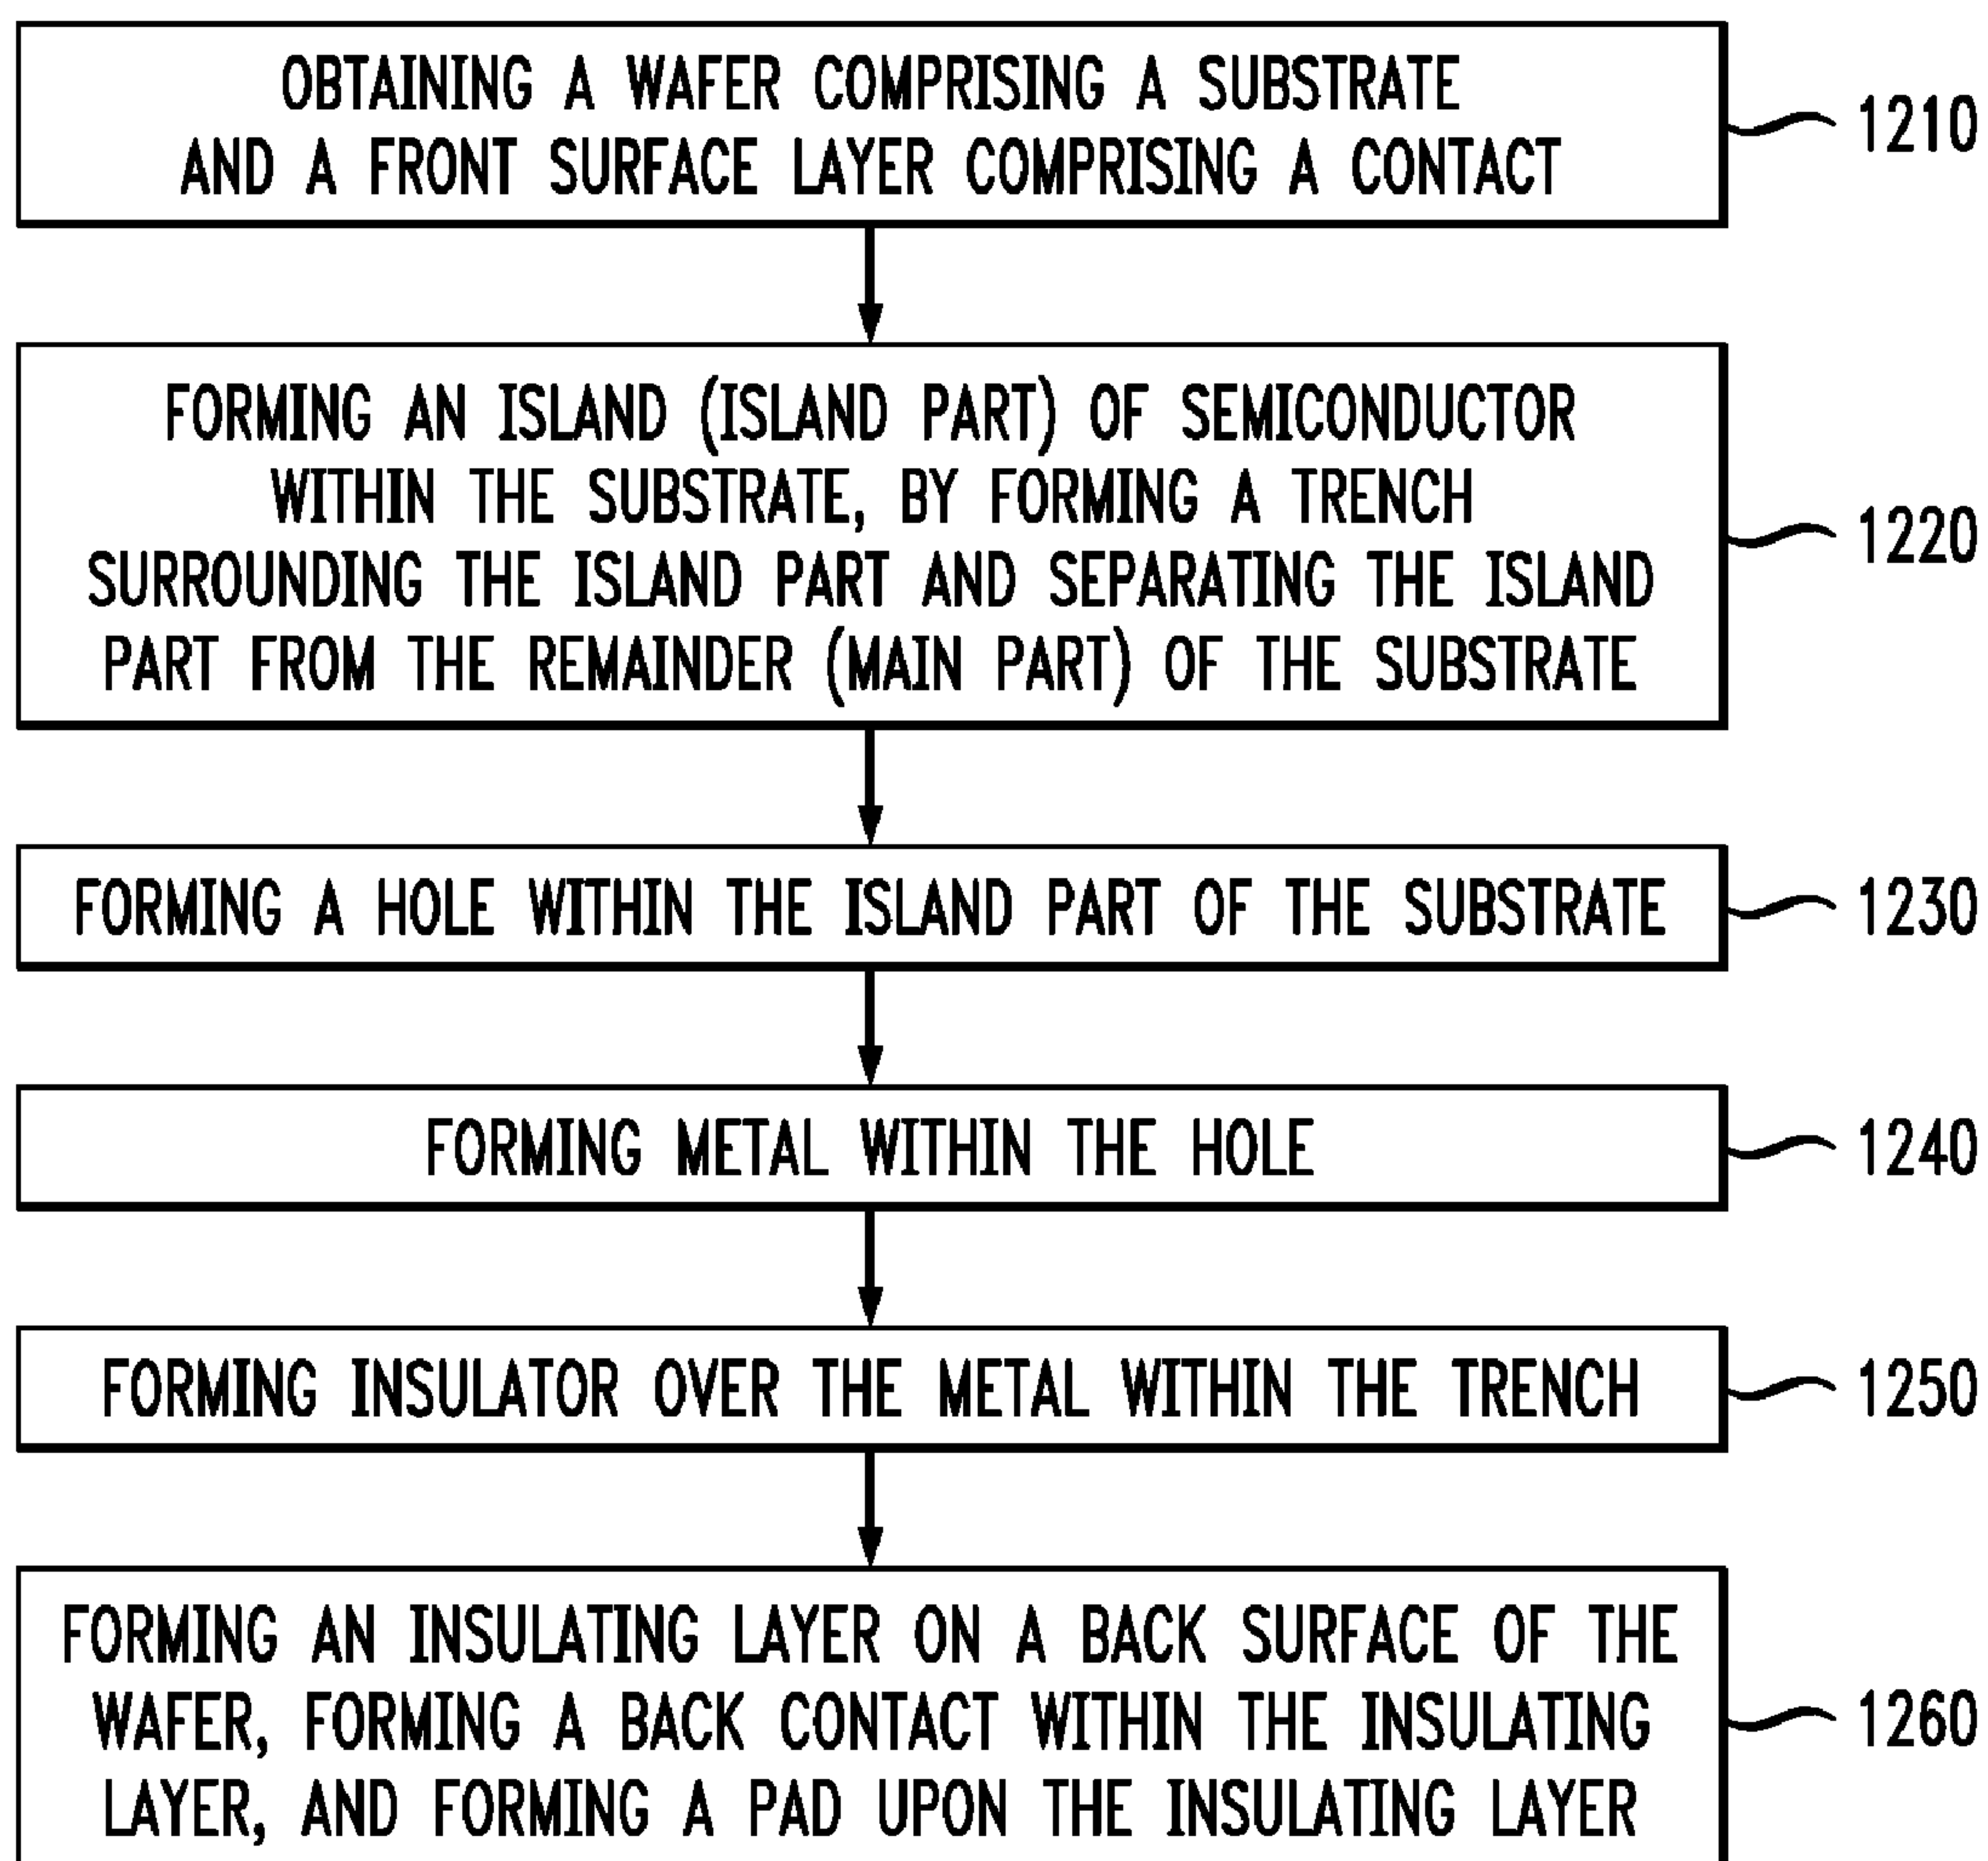 OBTAINING A WAFER COMPRISING A SUBSTRATE
AND A FRONT SURFACE LAYER COMPRISING A CONTACT
1210
FORMING AN ISLAND (ISLAND PART) OF SEMICONDUCTOR
WITHIN THE SUBSTRATE, BY FORMING A TRENCH
SURROUNDING THE ISLAND PART AND SEPARATING THE ISLAND
PART FROM THE REMAINDER (MAIN PART) OF THE SUBSTRATE
1220
FORMING A HOLE WITHIN THE ISLAND PART OF THE SUBSTRATE
1230
FORMING METAL WITHIN THE HOLE
1240
FORMING INSULATOR OVER THE METAL WITHIN THE TRENCH
1250
FORMING AN INSULATING LAYER ON A BACK SURFACE OF THE
WAFER, FORMING A BACK CONTACT WITHIN THE INSULATING
LAYER, AND FORMING A PAD UPON THE INSULATING LAYER
1260